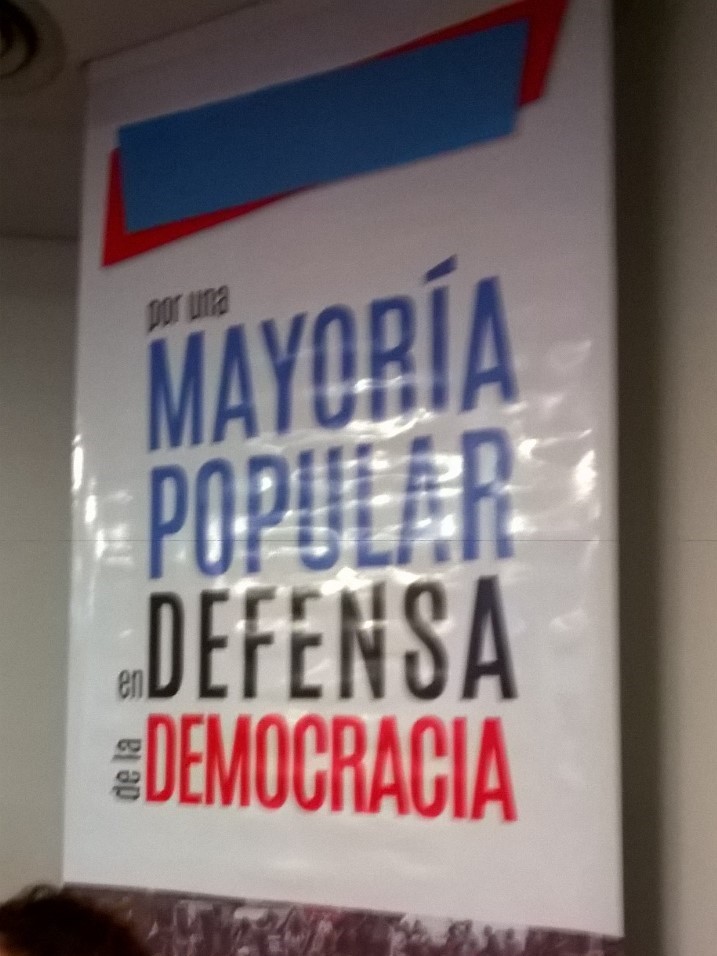 por una
MAYORÍA
POPULAR
en DEFENSA
de la DEMOCRACIA